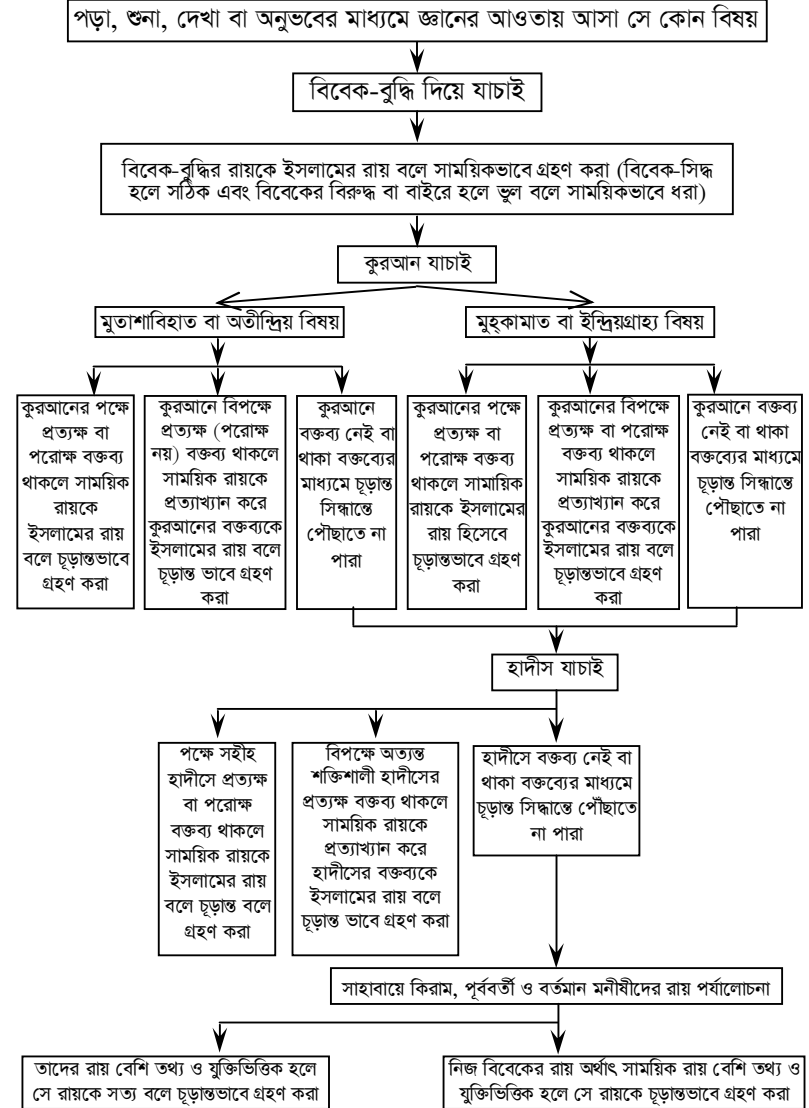 পড়া, শুনা, দেখা বা অনুভবের মাধ্যমে জ্ঞানের আওতায় আসা সে কোন বিষয়
বিবেক-বুদ্ধি দিয়ে যাচাই
বিবেক-বুদ্ধির রায়কে ইসলামের রায় বলে সাময়িকভাবে গ্রহণ করা (বিবেক-সিদ্ধ
হলে সঠিক এবং বিবেকের বিরুদ্ধ বা বাইরে হলে ভুল বলে সাময়িকভাবে ধরা)
কুরআন যাচাই
মুতাশাবিহাত বা অতীন্দ্রিয় বিষয়
মুহ্কামাত বা ইন্দ্রিয়গ্রাহ্য বিষয়
কুরআনের পক্ষে
প্রত্যক্ষ বা
পরোক্ষ বক্তব্য
থাকলে সাময়িক
রায়কে
ইসলামের রায়
বলে চূড়ান্তভাবে
গ্রহণ করা
কুরআনে বিপক্ষে
প্রত্যক্ষ (পরোক্ষ
নয়) বক্তব্য থাকলে
সাময়িক রায়কে
প্রত্যাখ্যান করে
কুরআনের বক্তব্যকে
ইসলামের রায় বলে
চূড়ান্ত ভাবে গ্রহণ
করা
কুরআনে
বক্তব্য নেই বা
থাকা বক্তব্যের
মাধ্যমে চূড়ান্ত
সিন্ধান্তে
পৌছাতে না
পারা
কুরআনের পক্ষে
প্রত্যক্ষ বা
পরোক্ষ বক্তব্য
থাকলে সামায়িক
রায়কে ইসলামের
রায় হিসেবে
চূড়ান্তভাবে গ্রহণ
করা
কুরআনের বিপক্ষে
প্রত্যক্ষ বা পরোক্ষ
বক্তব্য থাকলে
সাময়িক রায়কে
প্রত্যাখ্যান করে
কুরআনের বক্তব্যকে
ইসলামের রায় বলে
চূড়ান্তভাবে গ্রহণ
করা
কুরআনে বক্তব্য
নেই বা থাকা
বক্তব্যের মাধ্যমে
চূড়ান্ত সিদ্ধান্তে
পৌঁছাতে না
পারা
হাদীস যাচাই
পক্ষে সহীহ
হাদীসে প্রত্যক্ষ
বা পরোক্ষ
বক্তব্য থাকলে
সাময়িক রায়কে
ইসলামের রায়
বলে চূড়ান্ত বলে
গ্রহণ করা
বিপক্ষে অত্যন্ত
শক্তিশালী হাদীসের
প্রত্যক্ষ বক্তব্য থাকলে
সাময়িক রায়কে
প্রত্যাখ্যান করে
হাদীসের বক্তব্যকে
ইসলামের রায় বলে
চূড়ান্ত ভাবে গ্রহণ করা
হাদীসে বক্তব্য নেই বা
থাকা বক্তব্যের মাধ্যমে
চূড়ান্ত সিদ্ধান্তে পৌঁছাতে
না পারা
সাহাবায়ে কিরাম, পূর্ববর্তী ও বর্তমান মনীষীদের রায় পর্যালোচনা
তাদের রায় বেশি তথ্য ও যুক্তিভিত্তিক হলে
সে রায়কে সত্য বলে চূড়ান্তভাবে গ্রহণ করা
নিজ বিবেকের রায় অর্থাৎ সাময়িক রায় বেশি তথ্য ও
যুক্তিভিত্তিক হলে সে রায়কে চূড়ান্তভাবে গ্রহণ করা